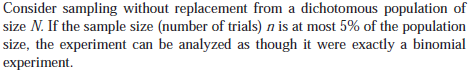 Consider sampling without replacement from a dichotomous population of
size N. If the sample size (number of trials) n is at most 5% of the population
size, the experiment can be analyzed as though it were exactly a binomial
experiment.